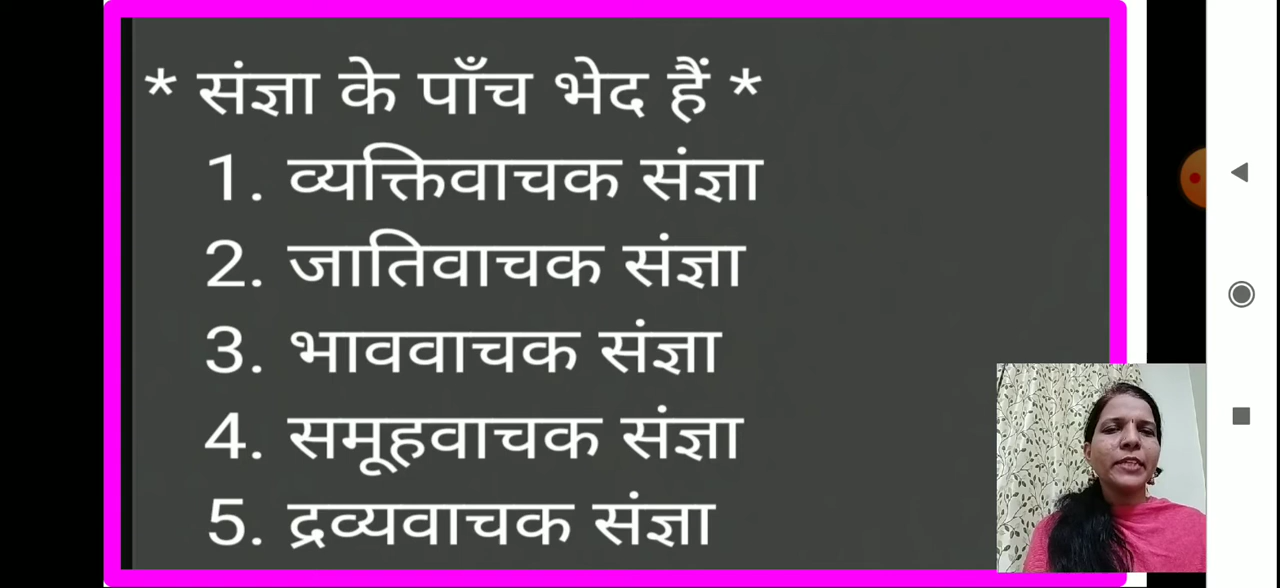 * संज्ञा के पाँच भेद हैं *
1. व्यक्तिवाचक संज्ञा
2. जातिवाचक संज्ञा
3. भाववाचक संज्ञा
4. समूहवाचक संज्ञा
5. द्रव्यवाचक संज्ञा